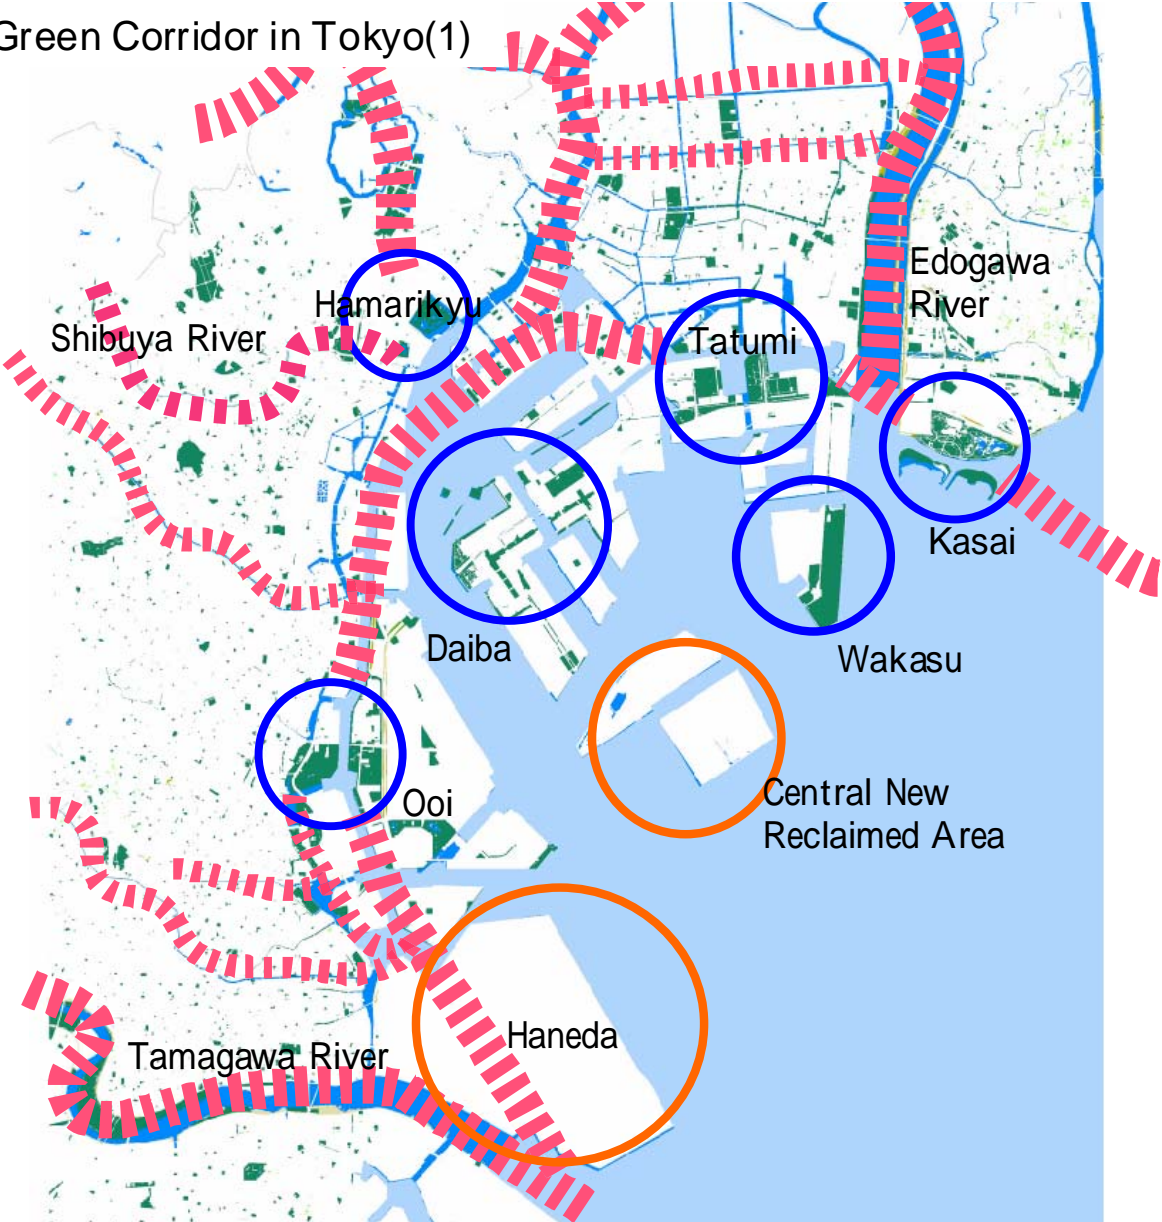 Green Corridor in Tokyo(1)
Edogawa
River
Hamarikyu
Shibuya River
Tatumi
Kasai
Daiba
Wakasu
Central New
Reclaimed Area
Ooi
Haneda
Tamagawa River